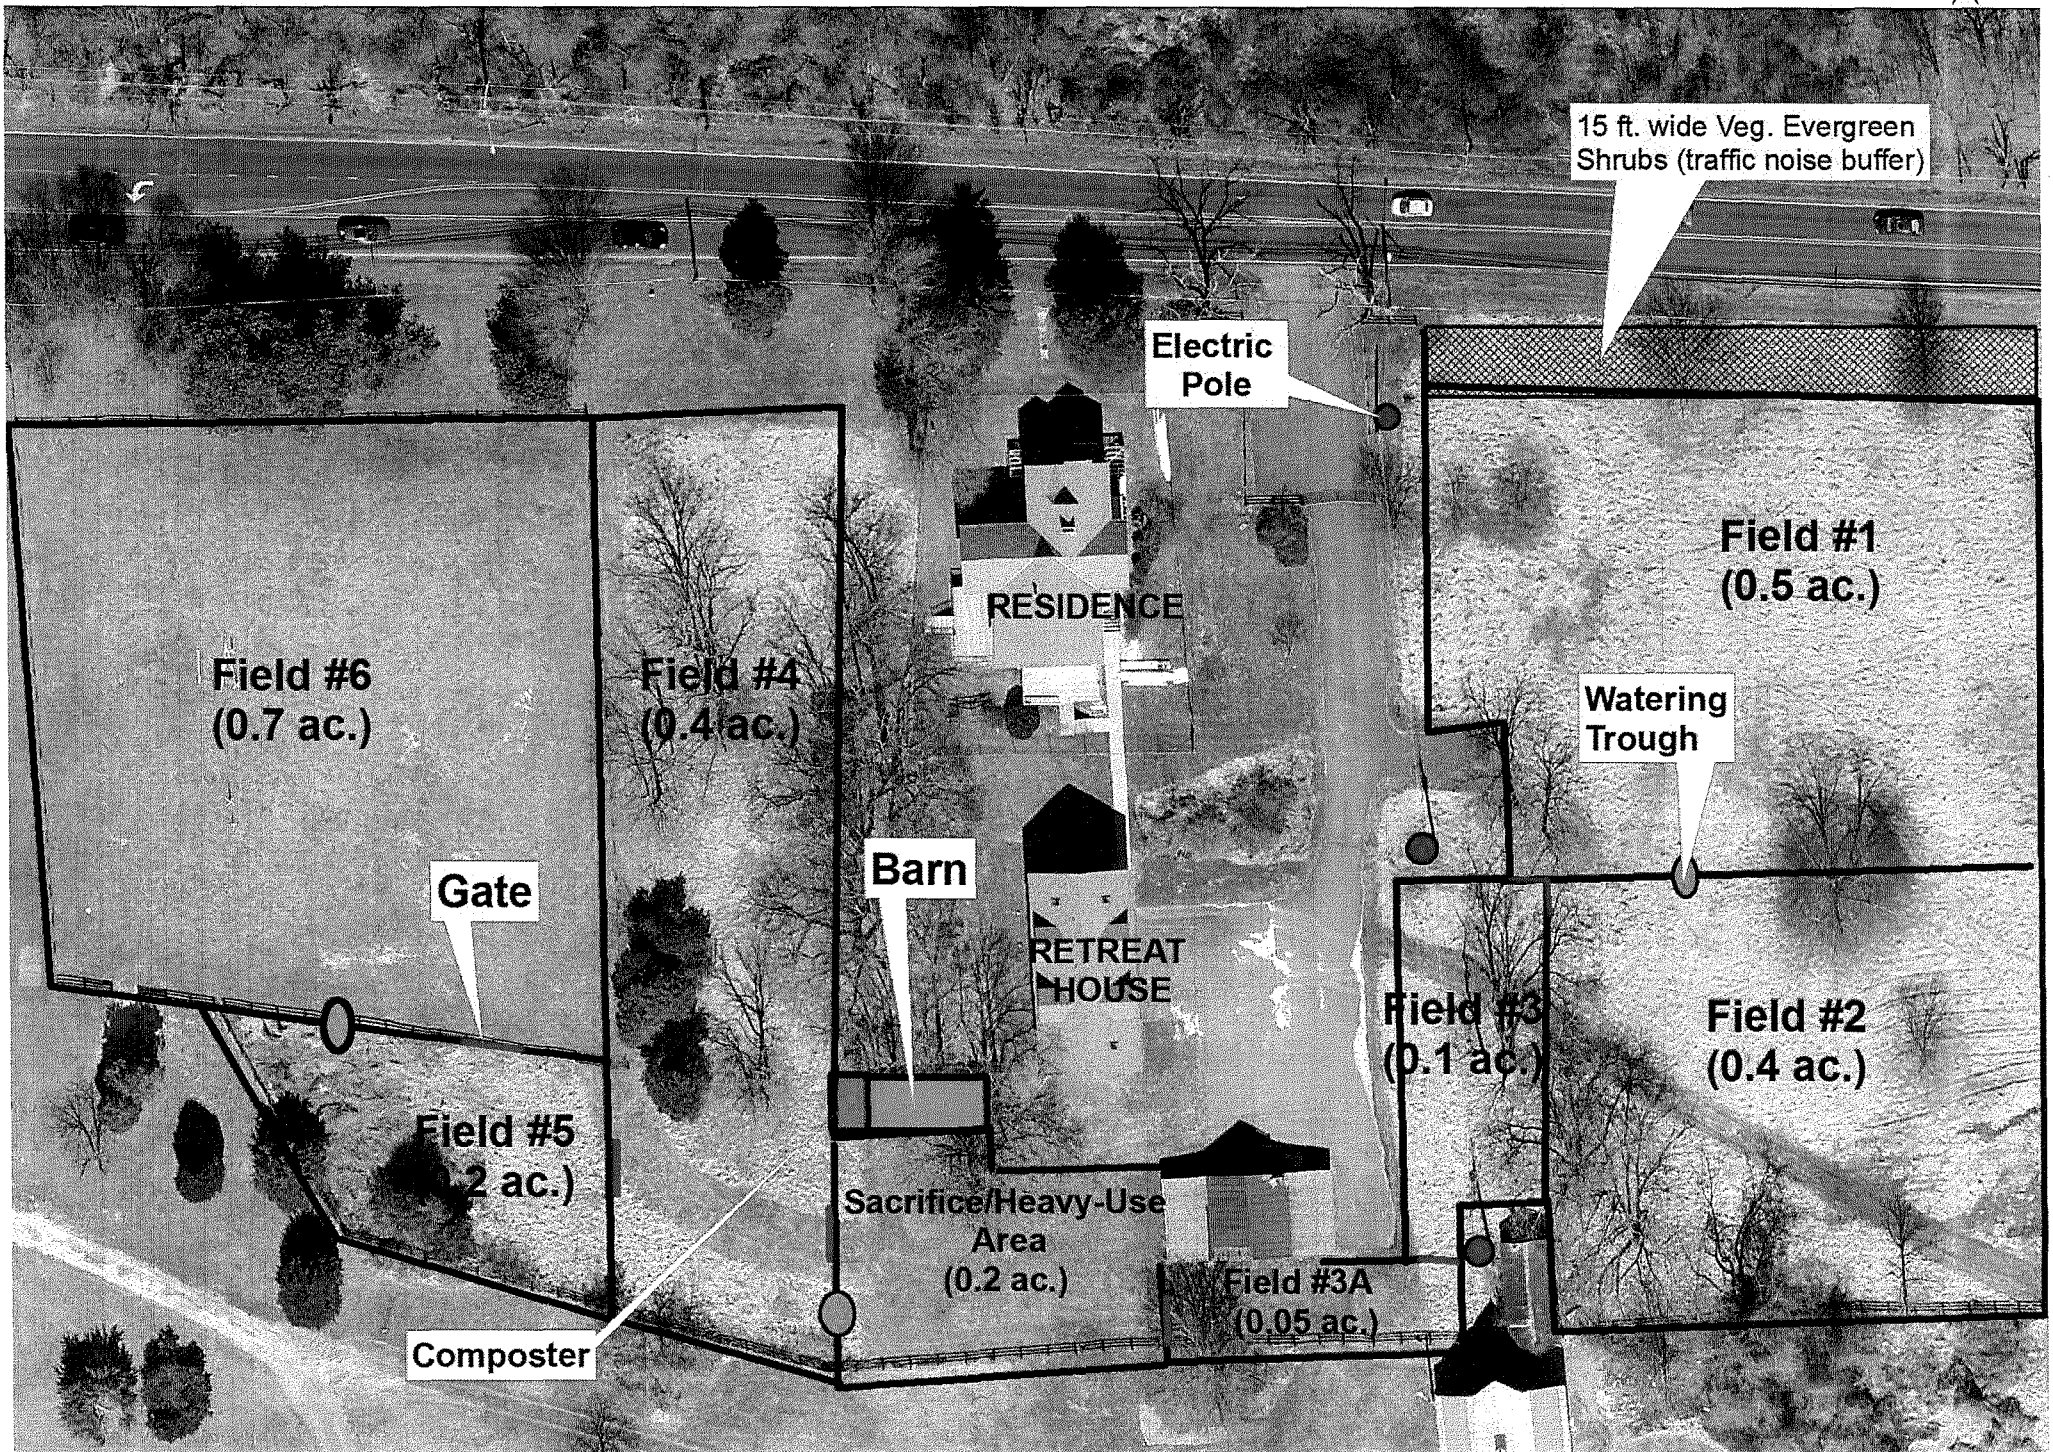 15 ft. wide Veg. Evergreen
Shrubs (traffic noise buffer)
Electric
Pole
Field #1
(0.5 ac.)
RESIDENCE
Field #6
(0.7 ac.)
Field #4
(0.4 ac.)
Watering
Trough
Barn
Gate
RETREAT
HOUSE
Field #3
(0.1 ac.)
Field #2
(0.4 ac.)
Field #5
0.2 ac.)
Sacrifice/Heavy-Use
Area
(0.2 ac.)
Field #3A
(0.05 ac.)
Composter